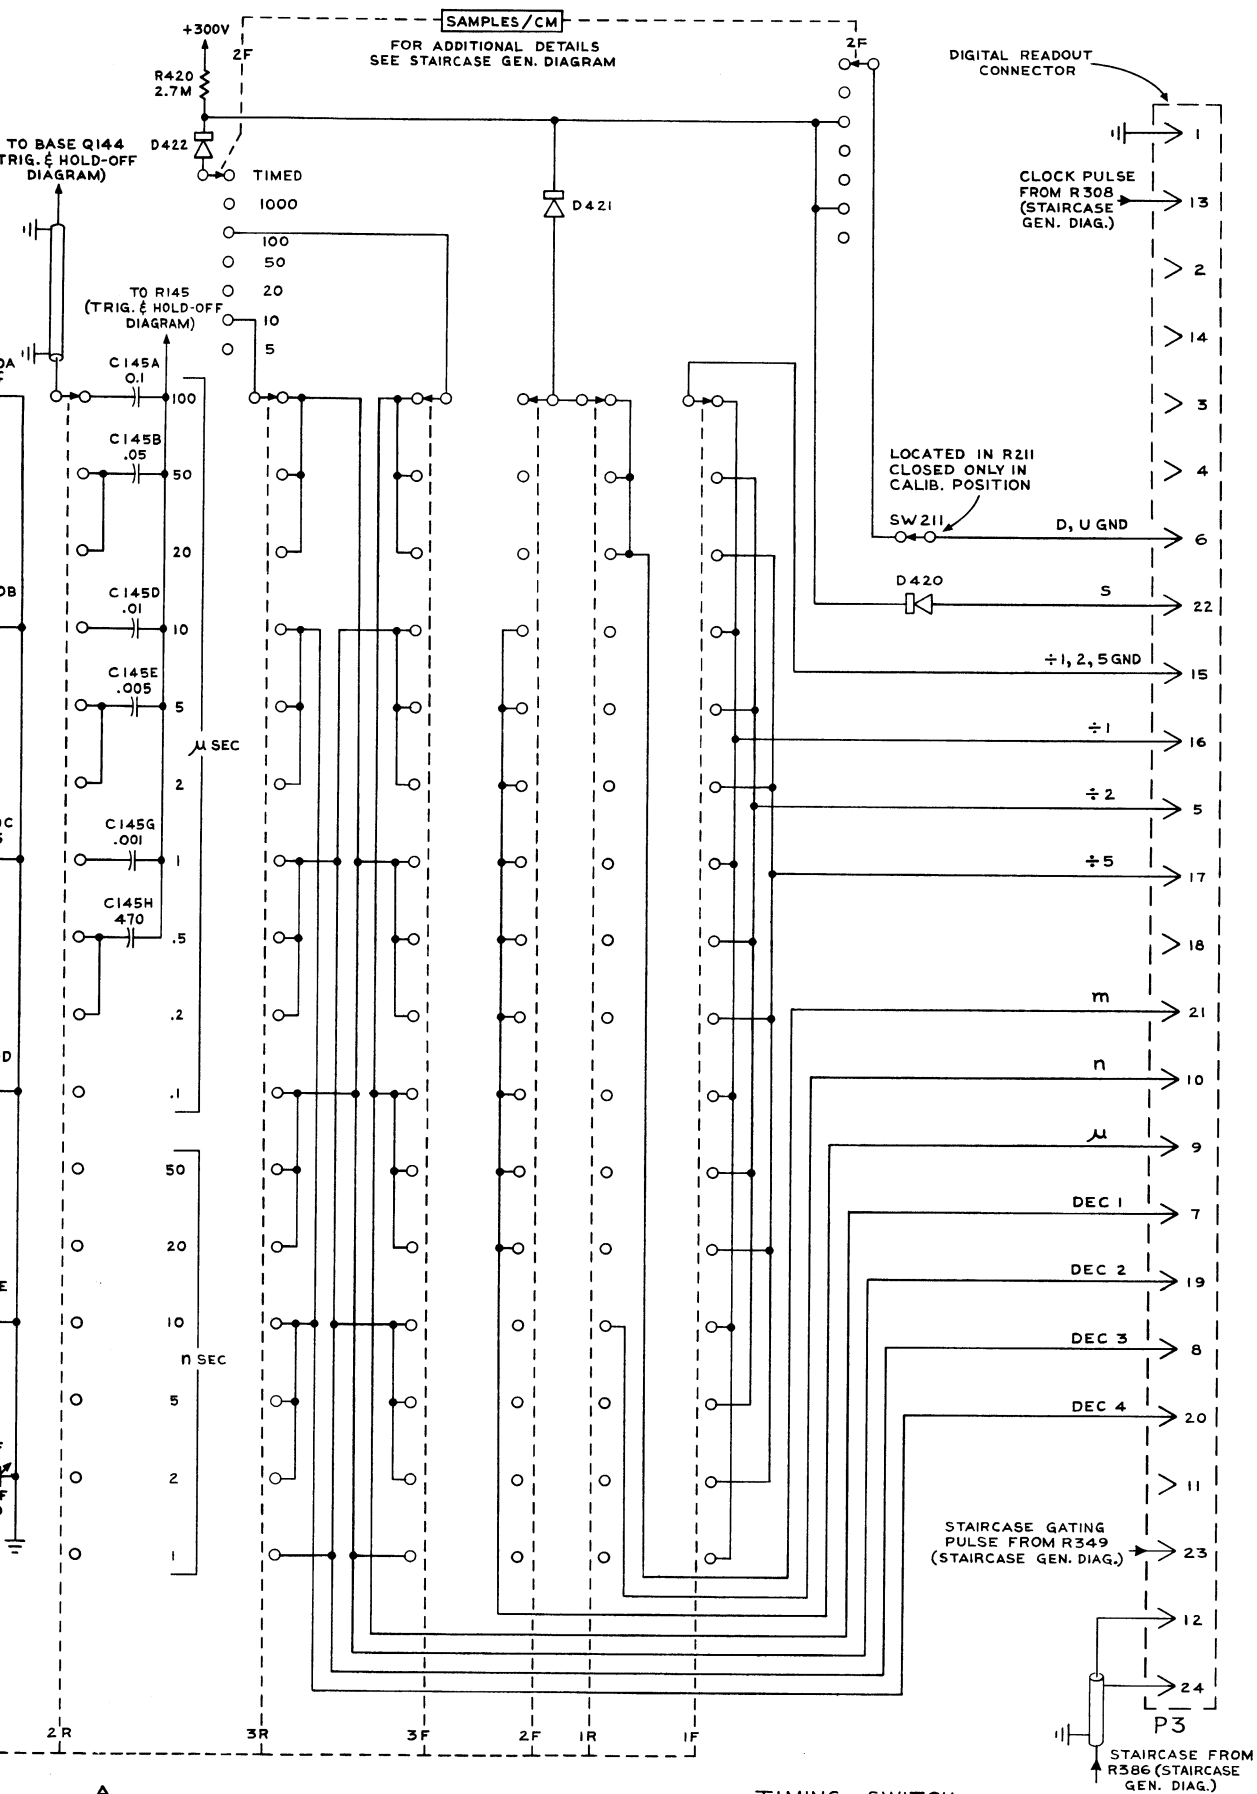 SAMPLES/CM
FOR ADDITIONAL DETAILS
SEE STAIRCASE GEN. DIAGRAM
+300V
2F
2F
R420
2.7M
D422
DIGITAL READOUT
CONNECTOR
TO BASE Q144
TRIG. & HOLD-OFF
DIAGRAM)
TIMED
1000
100
50
20
10
5
D421
TO R145
(TRIG. & HOLD-OFF
DIAGRAM)
1
CLOCK PULSE
FROM R308
(STAIRCASE
GEN. DIAG.)
13
2
14
3
4
LOCATED IN R211
CLOSED ONLY IN
CALIB. POSITION
SW211
D, U GND
6
D420
S
22
÷1, 2, 5 GND
15
÷1
16
÷2
5
÷5
17
18
m
21
n
10
μ
9
DEC 1
7
DEC 2
19
DEC 3
8
DEC 4
20
11
STAIRCASE GATING
PULSE FROM R349
(STAIRCASE GEN. DIAG.)
23
12
24
P3
STAIRCASE FROM
R386 (STAIRCASE
GEN. DIAG.)
C145A
0.1
100
C145B
.05
50
20
C145D
.01
10
C145E
.005
5
μ SEC
2
C145G
.001
1
C145H
470
.5
.2
.1
50
20
10
n SEC
5
2
1
2R
3R
3F
2F
1R
1F
TIMING SWITCH